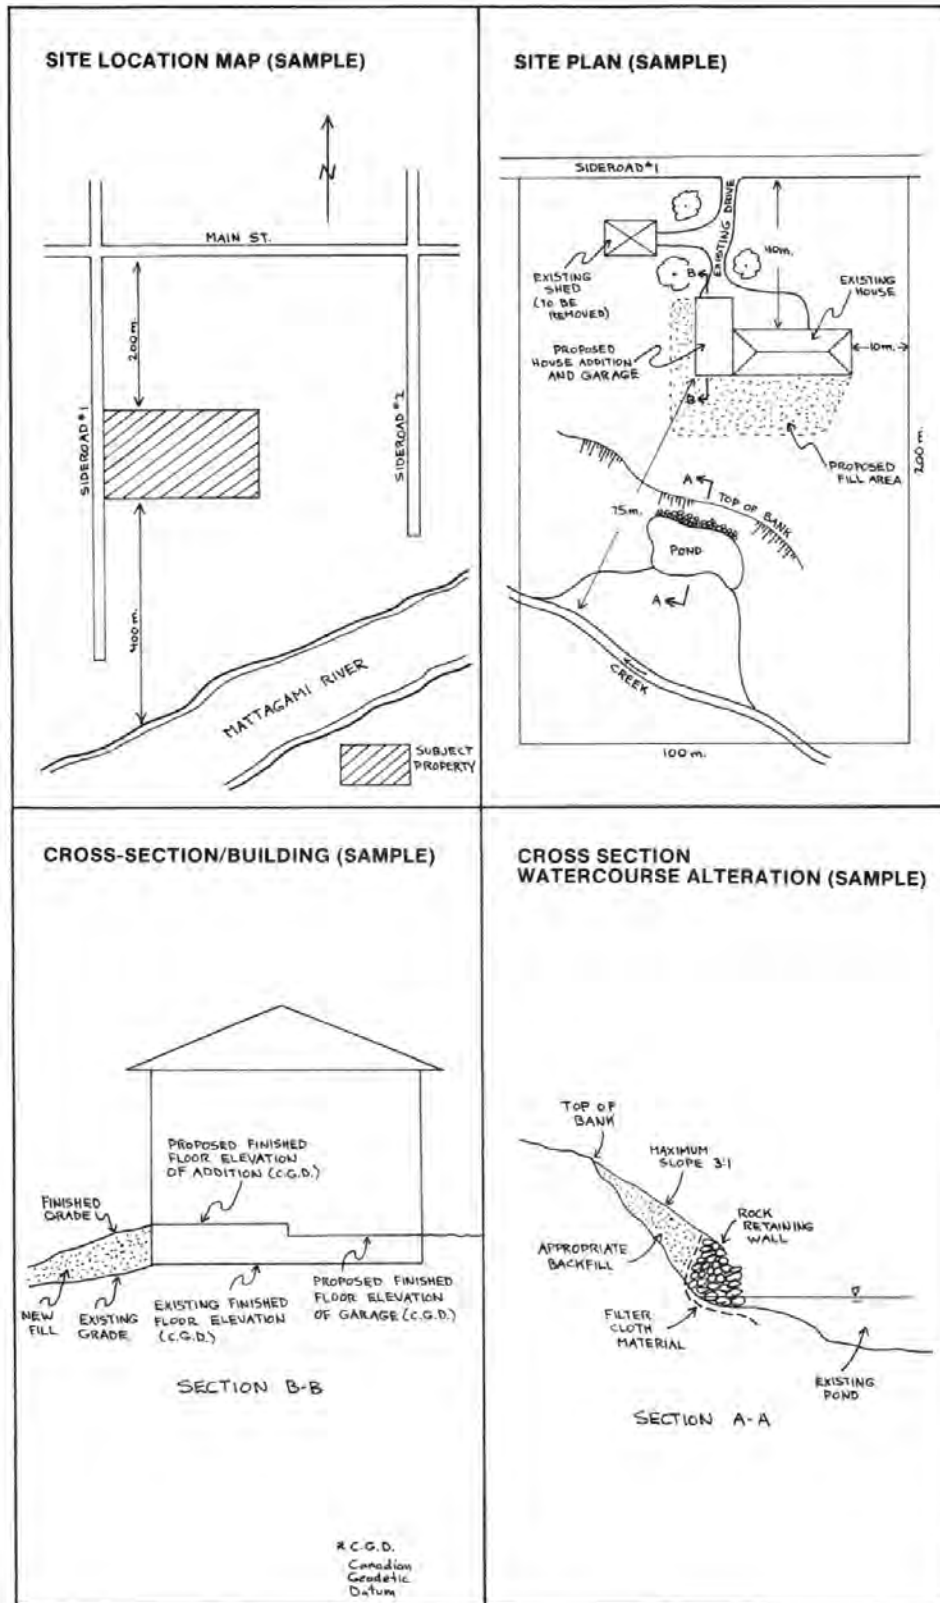 SITE LOCATION MAP (SAMPLE)
N
MAIN ST.
200m.
SIDEROAD #1
SIDEROAD #2
400m.
MATTAGAMI RIVER
SUBJECT
PROPERTY
SITE PLAN (SAMPLE)
SIDEROAD #1
EXISTING DRIVE
40m.
EXISTING
SHED
(TO BE
REMOVED)
B
EXISTING
HOUSE
10m.
PROPOSED
HOUSE ADDITION
AND GARAGE
B
200m.
PROPOSED
FILL AREA
A
TOP OF BANK
75m.
POND
A
CREEK
100m.
CROSS-SECTION/BUILDING (SAMPLE)
PROPOSED FINISHED
FLOOR ELEVATION
OF ADDITION (C.G.D.)
FINISHED
GRADE
NEW
FILL
EXISTING
GRADE
EXISTING FINISHED
FLOOR ELEVATION
(C.G.D.)
PROPOSED FINISHED
FLOOR ELEVATION
OF GARAGE (C.G.D.)
SECTION B-B
* C.G.D.
Canadian
Geodetic
Datum
CROSS SECTION
WATERCOURSE ALTERATION (SAMPLE)
TOP OF
BANK
MAXIMUM
SLOPE 3:1
ROCK
RETAINING
WALL
APPROPRIATE
BACKFILL
FILTER
CLOTH
MATERIAL
EXISTING
POND
SECTION A-A